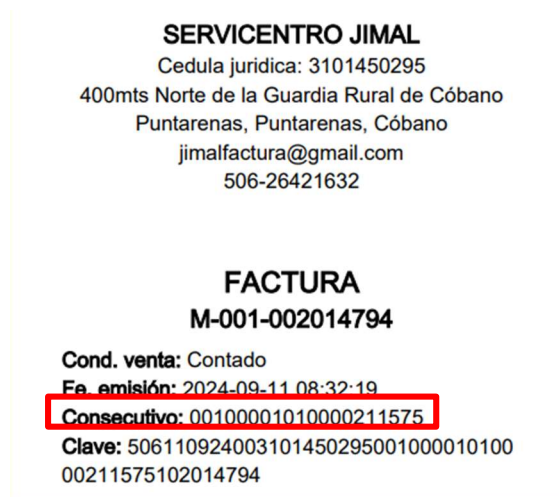 SERVICENTRO JIMAL
Cedula juridica: 3101450295
400mts Norte de la Guardia Rural de Cóbano
Puntarenas, Puntarenas, Cóbano
jimalfactura@gmail.com
506-26421632
FACTURA
M-001-002014794
Cond. venta: Contado
Fe. emisión: 2024-09-11 08:32:19
Consecutivo: 00100001010000211575
Clave: 506110924003101450295001000010100
00211575102014794